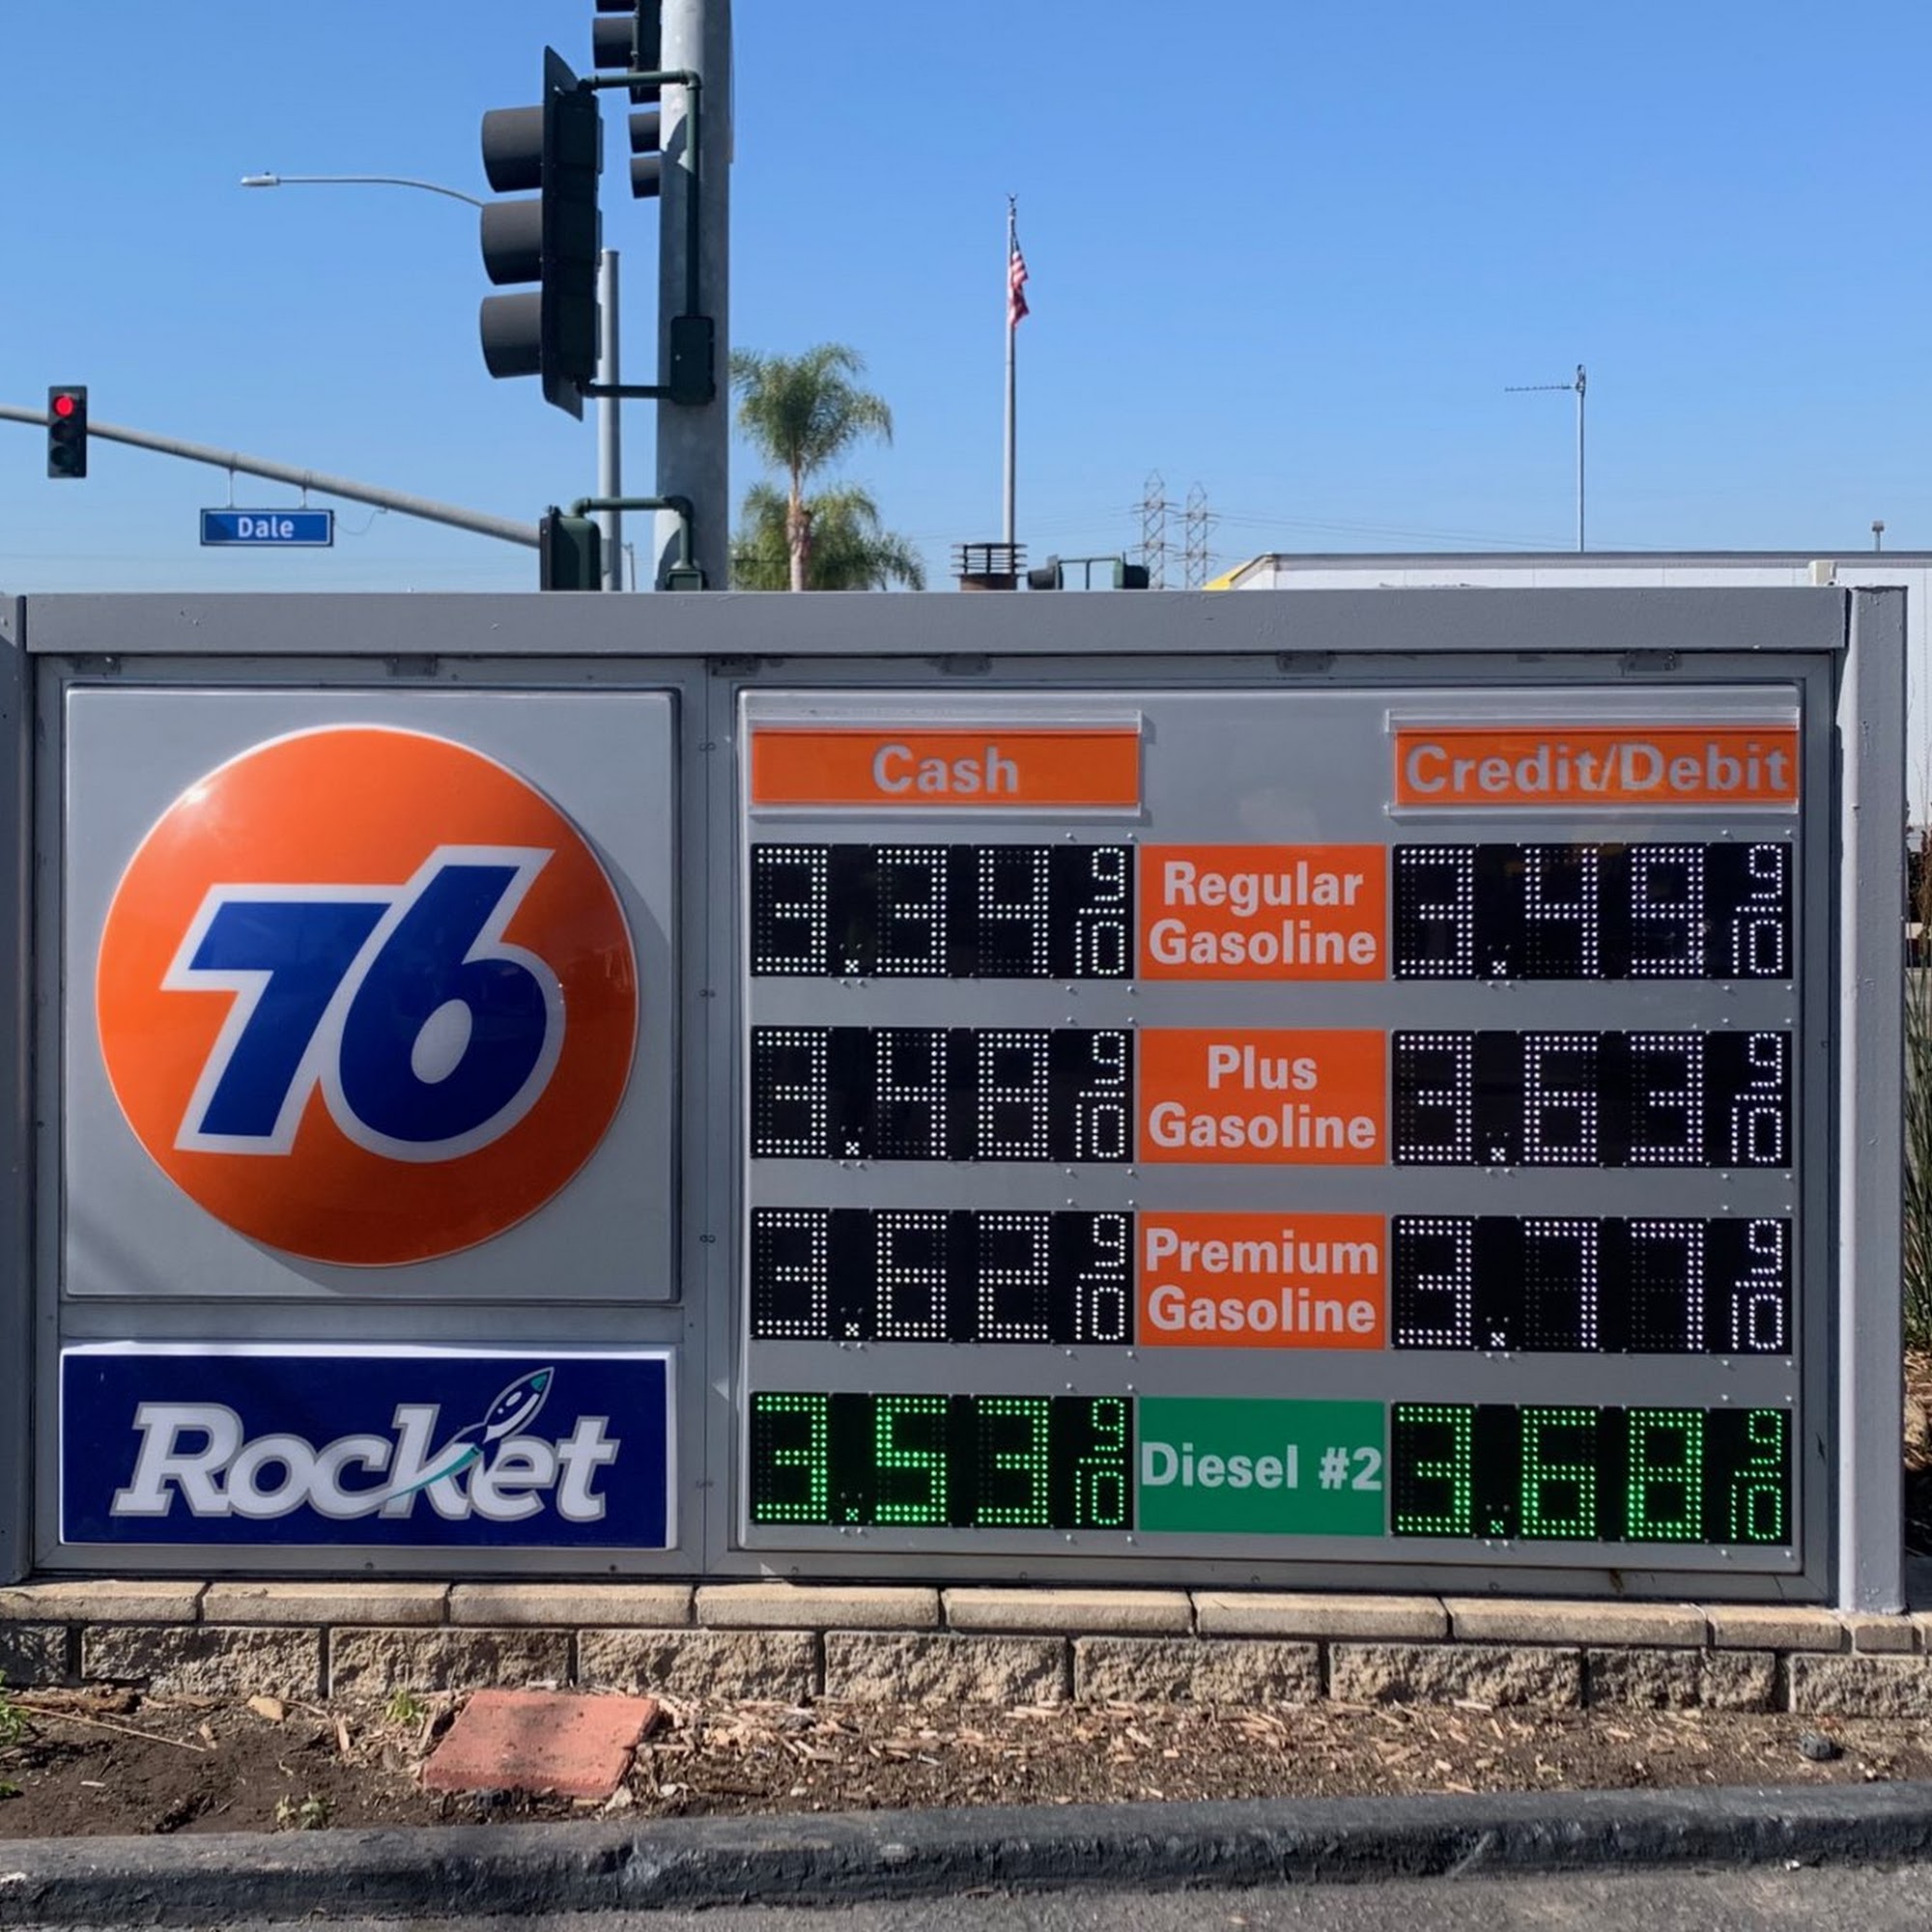 Dale
76
Rocket
Cash Credit/Debit
3.34 9/10 Regular Gasoline 3.49 9/10
3.48 9/10 Plus Gasoline 3.63 9/10
3.62 9/10 Premium Gasoline 3.77 9/10
3.53 9/10 Diesel #2 3.68 9/10